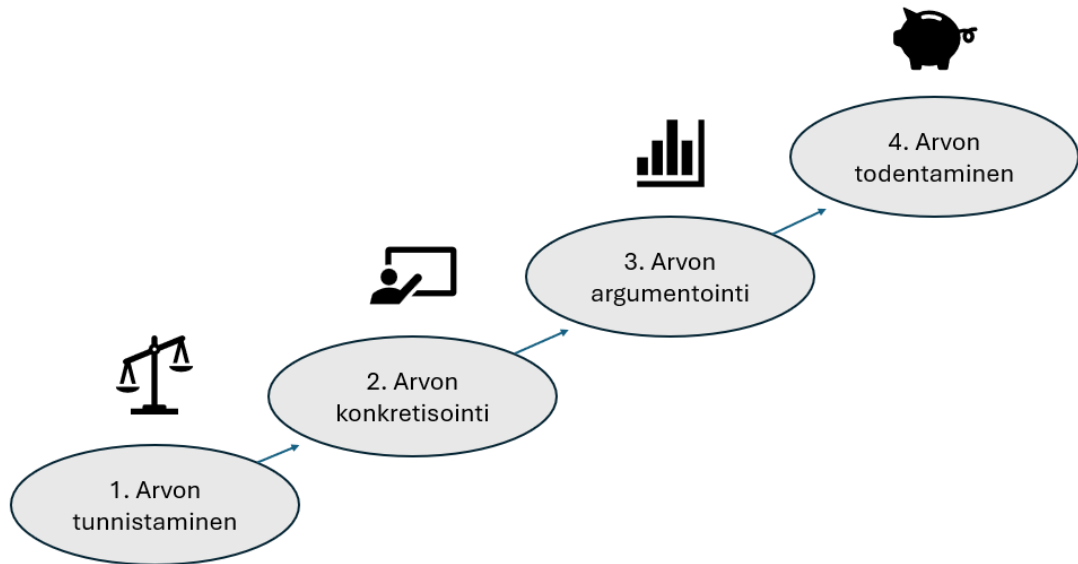 1. Arvon
tunnistaminen
2. Arvon
konkretisointi
3. Arvon
argumentointi
4. Arvon
todentaminen